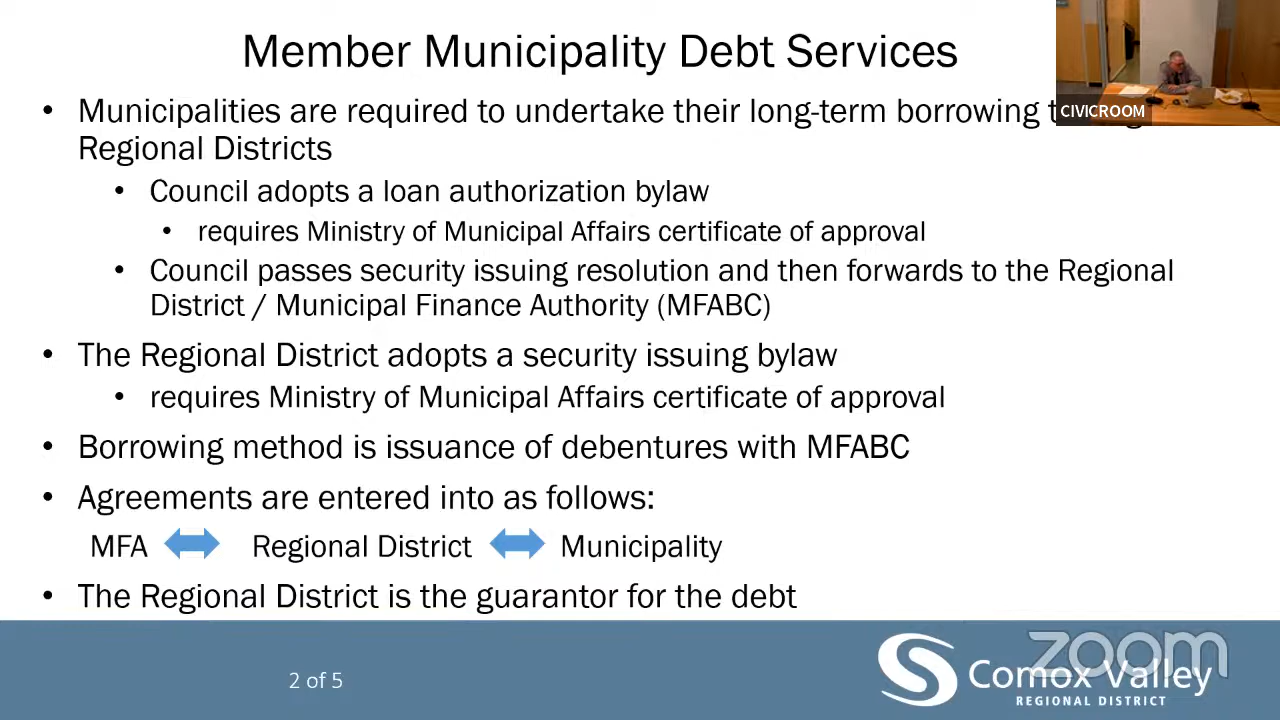 Member Municipality Debt Services
CIVICROOM
• Municipalities are required to undertake their long-term borrowing
Regional Districts
• Council adopts a loan authorization bylaw
• requires Ministry of Municipal Affairs certificate of approval
• Council passes security issuing resolution and then forwards to the Regional
District / Municipal Finance Authority (MFABC)
• The Regional District adopts a security issuing bylaw
• requires Ministry of Municipal Affairs certificate of approval
• Borrowing method is issuance of debentures with MFABC
• Agreements are entered into as follows:
MFA Regional District Municipality
• The Regional District is the guarantor for the debt
2 of 5
zoom
Comox Valley
REGIONAL DISTRICT